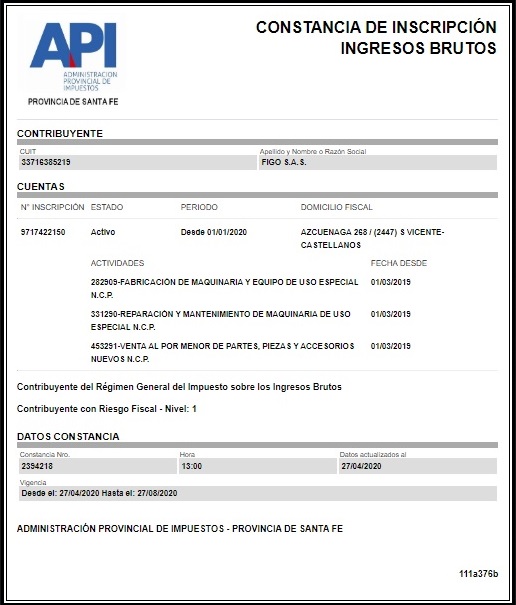 API
ADMINISTRACION
PROVINCIAL DE
IMPUESTOS
PROVINCIA DE SANTA FE
CONSTANCIA DE INSCRIPCIÓN
INGRESOS BRUTOS
CONTRIBUYENTE
CUIT Apellido y Nombre o Razón Social
33716385219 FIGO S.A.S.
CUENTAS
N° INSCRIPCIÓN ESTADO PERIODO DOMICILIO FISCAL
9717422150 Activo Desde 01/01/2020 AZCUENAGA 268 / (2447) S VICENTE-
CASTELLANOS
ACTIVIDADES FECHA DESDE
282909-FABRICACIÓN DE MAQUINARIA Y EQUIPO DE USO ESPECIAL 01/03/2019
N.C.P.
331290-REPARACIÓN Y MANTENIMIENTO DE MAQUINARIA DE USO 01/03/2019
ESPECIAL N.C.P.
453291-VENTA AL POR MENOR DE PARTES, PIEZAS Y ACCESORIOS 01/03/2019
NUEVOS N.C.P.
Contribuyente del Régimen General del Impuesto sobre los Ingresos Brutos
Contribuyente con Riesgo Fiscal - Nivel: 1
DATOS CONSTANCIA
Constancia Nro. Hora Datos actualizados al
2394218 13:00 27/04/2020
Vigencia
Desde el: 27/04/2020 Hasta el: 27/08/2020
ADMINISTRACIÓN PROVINCIAL DE IMPUESTOS - PROVINCIA DE SANTA FE
111a376b